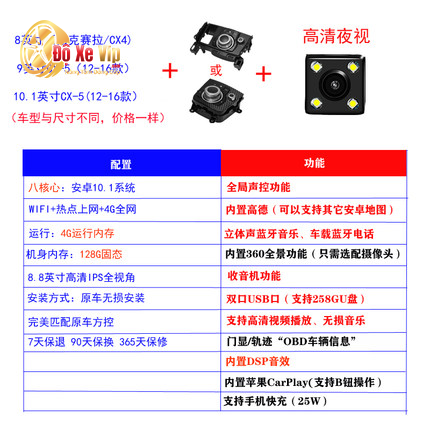 8英寸
克赛拉/CX4)
Độ Xe Vip
9英寸
-5(12-16款)
10.1英寸CX-5(12-16款)
(车型与尺寸不同，价格一样)
或
高清夜视
配置
功能
八核心：安卓10.1系统
全局声控功能
WIFI+热点上网+4G全网
内置高德（可以支持其它安卓地图）
运行：4G运行内存
立体声蓝牙音乐、车载蓝牙电话
机身内存：128G固态
内置360全景功能（只需选配摄像头）
8.8英寸高清IPS全视角
收音机功能
安装方式：原车无损安装
双口USB口（支持258GU盘）
完美匹配原车方控
支持高清视频播放、无损音乐
7天保退 90天保换 365天保修
门显/轨迹“OBD车辆信息”
内置DSP音效
内置苹果CarPlay(支持B钮操作)
支持手机快充（25W）